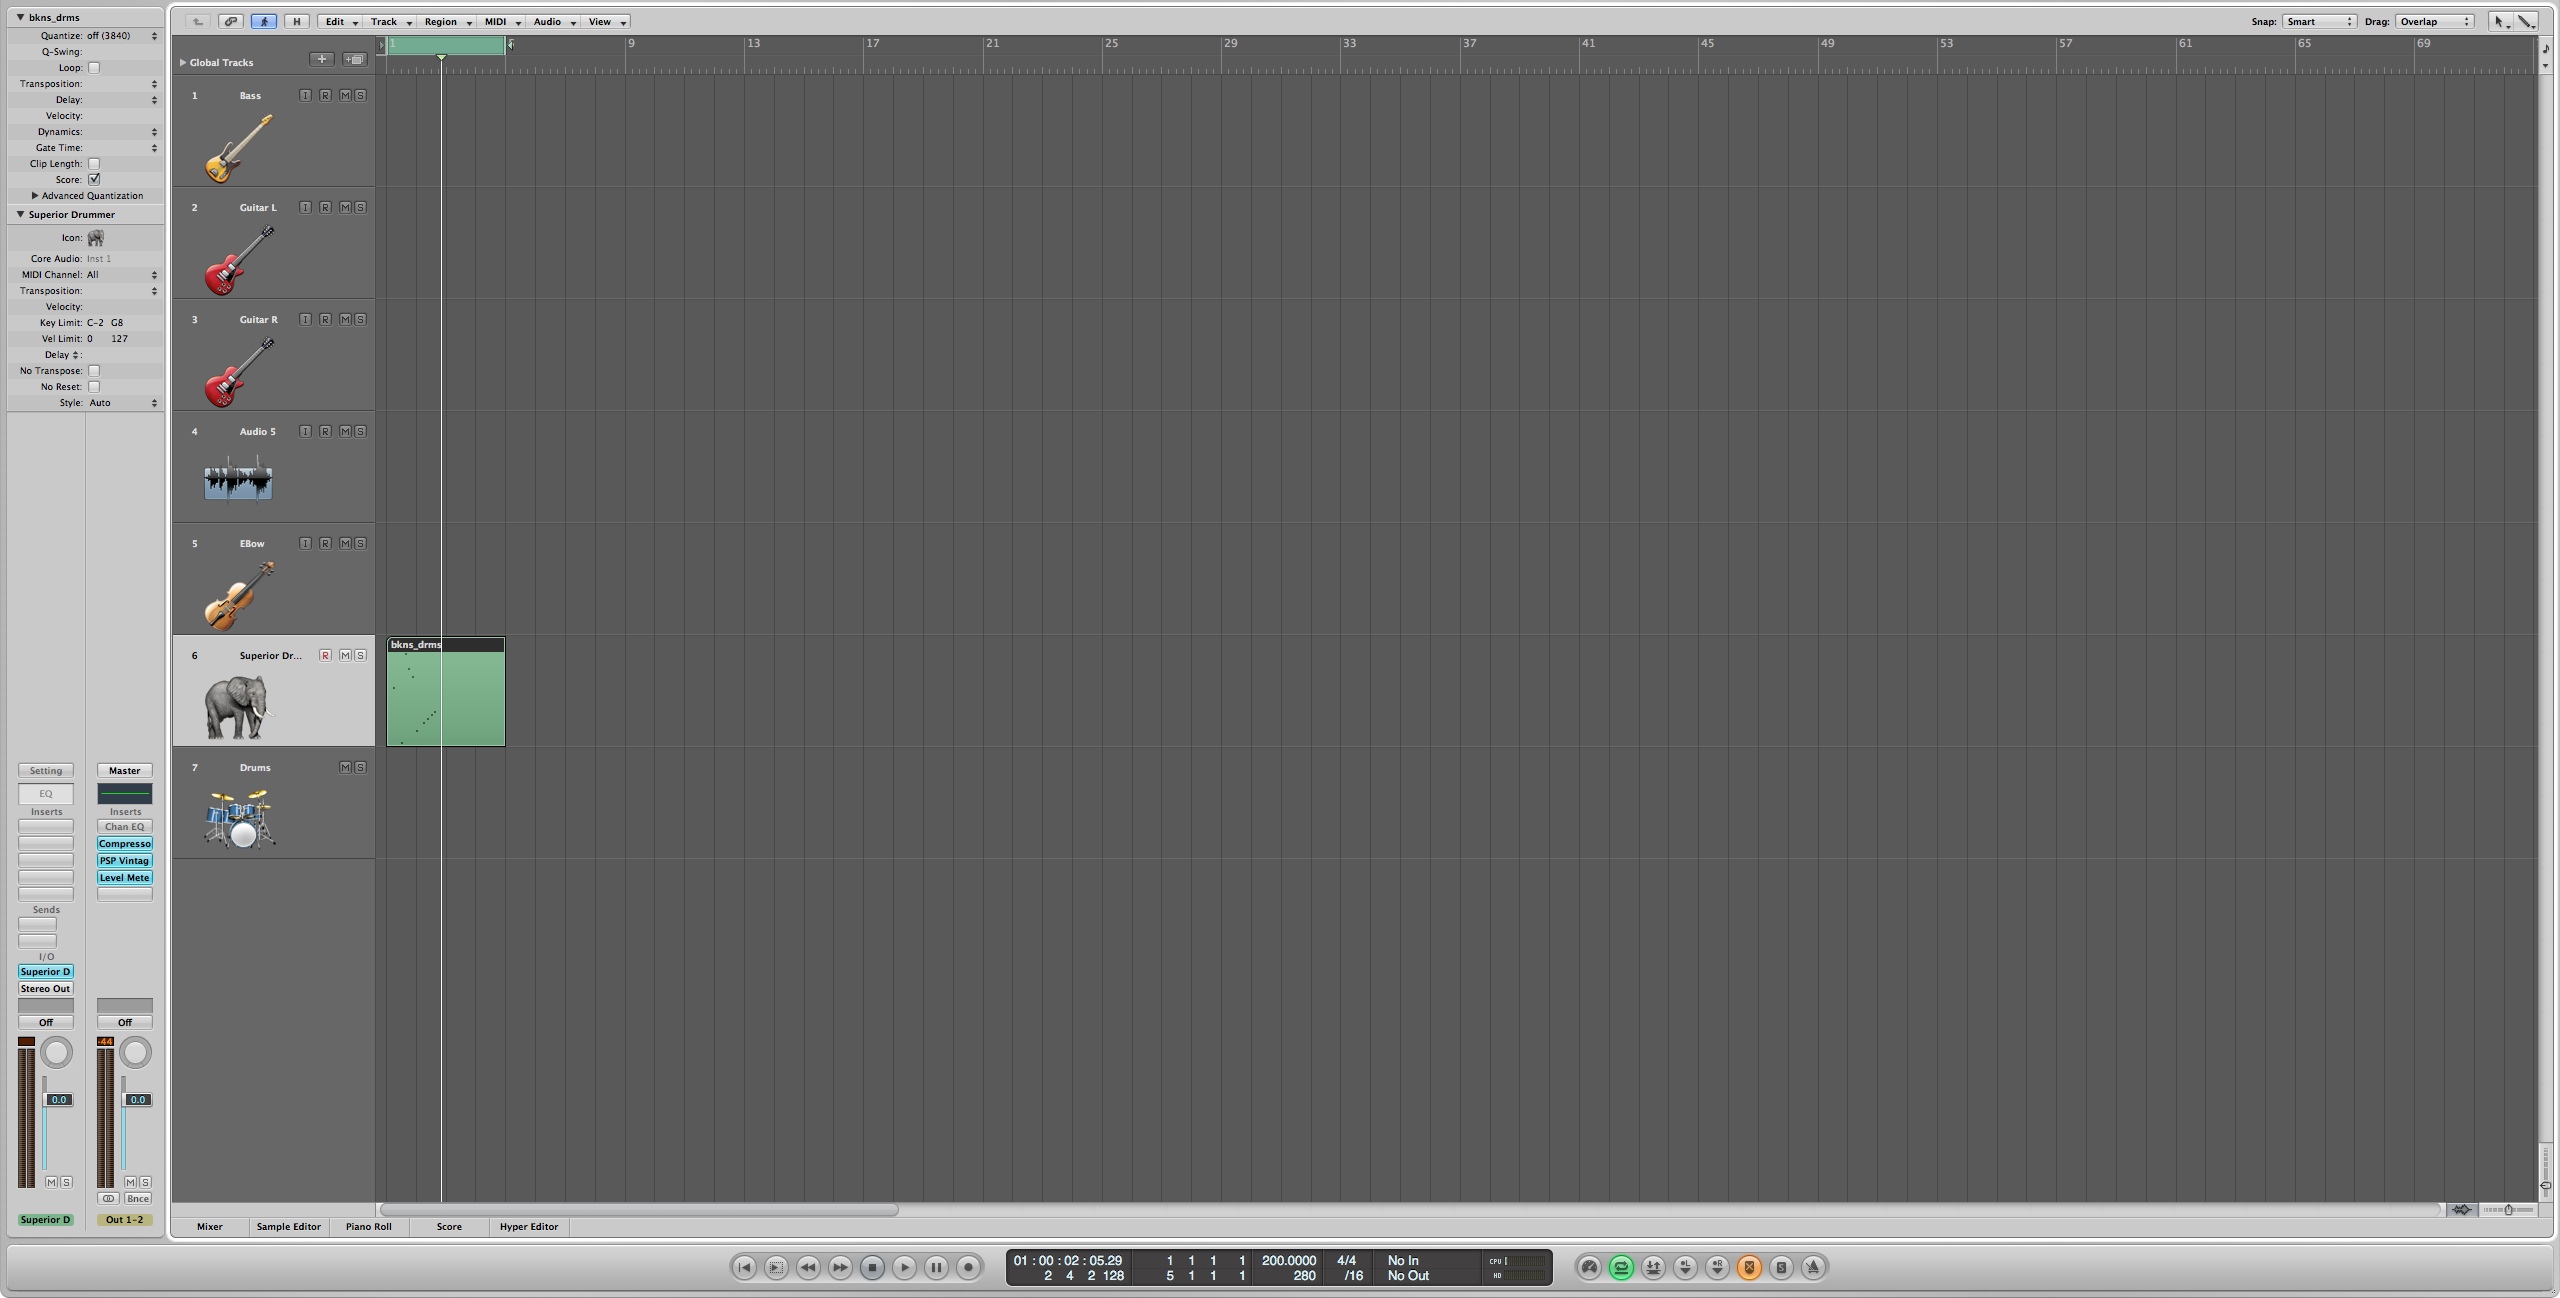 bkns_drms
Quantize: off (3840)
Q-Swing:
Loop:
Transposition:
Delay:
Velocity:
Dynamics:
Gate Time:
Clip Length:
Score:
Advanced Quantization
Superior Drummer
Icon:
Core Audio: Inst 1
MIDI Channel: All
Transposition:
Velocity:
Key Limit: C-2 G8
Vel Limit: 0 127
Delay :
No Transpose:
No Reset:
Style: Auto
Setting Master
EQ
Inserts Inserts
Chan EQ
Compresso
PSP Vintag
Level Mete
Sends
I/O
Superior D
Stereo Out
Off Off
-44
0.0 0.0
M S M S
Bnce
Superior D Out 1-2
H Edit Track Region MIDI Audio View Snap: Smart Drag: Overlap
1 5 9 13 17 21 25 29 33 37 41 45 49 53 57 61 65 69
Global Tracks
1 Bass I R M S
2 Guitar L I R M S
3 Guitar R I R M S
4 Audio 5 I R M S
5 EBow I R M S
6 Superior Dr... R M S
bkns_drms
7 Drums M S
Mixer Sample Editor Piano Roll Score Hyper Editor
01 : 00 : 02 : 05.29 1 1 1 1 200.0000 4/4 No In CPU
2 4 2 128 5 1 1 1 280 /16 No Out HD
L R S